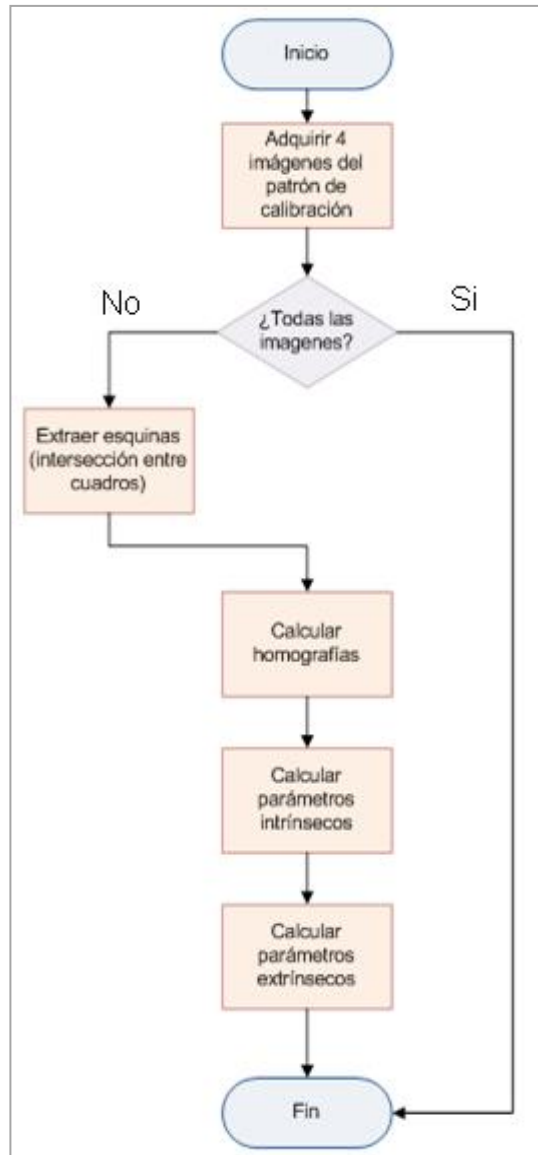 Inicio
Adquirir 4
imágenes del
patrón de
calibración
No
Si
¿Todas las
imagenes?
Extraer esquinas
(intersección entre
cuadros)
Calcular
homografías
Calcular
parámetros
intrínsecos
Calcular
parámetros
extrínsecos
Fin